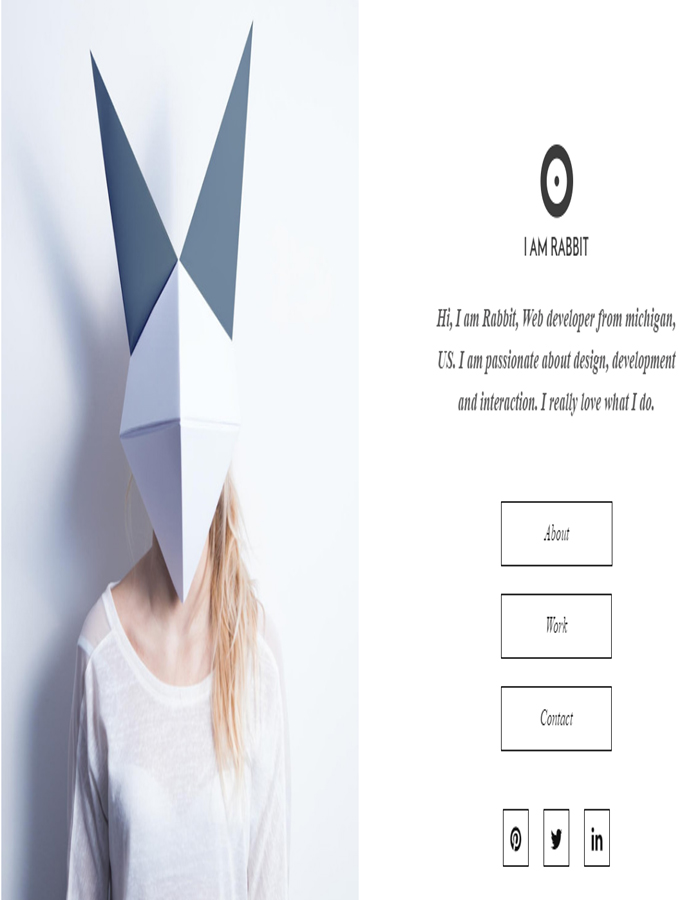 I AM RABBIT
Hi, I am Rabbit, Web developer from michigan,
US. I am passionate about design, development
and interaction. I really love what I do.
About
Work
Contact